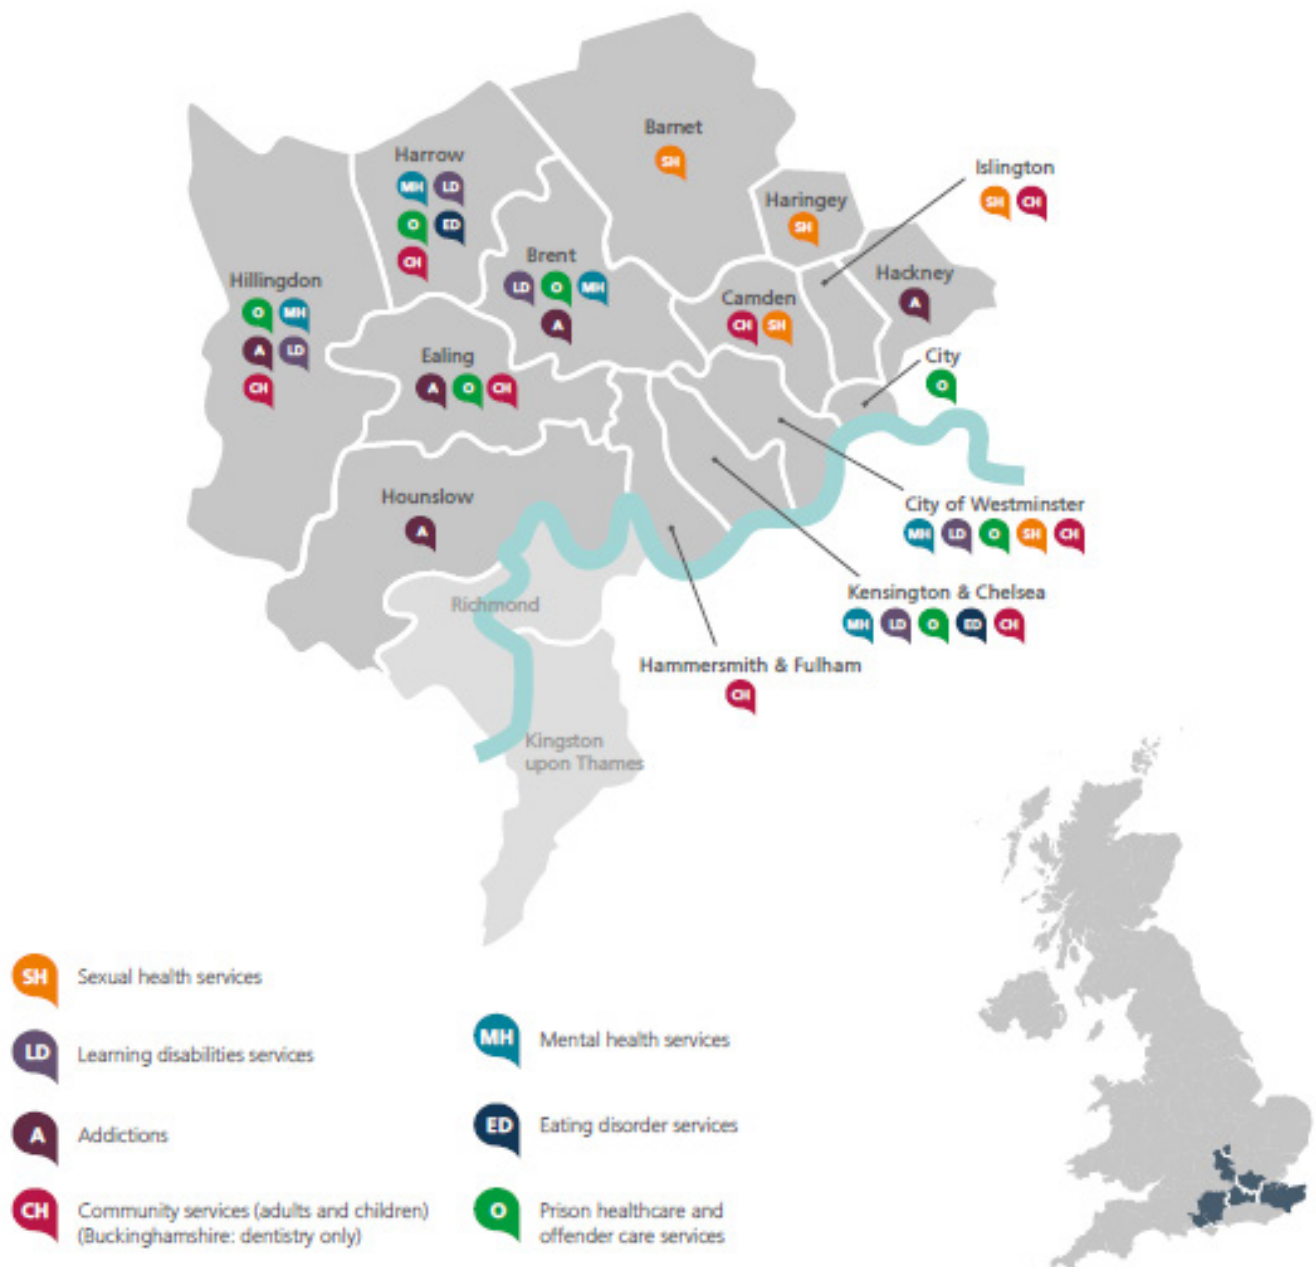 Barnet
SH
Harrow
MH LD
O ED
CH
Islington
SH CH
Haringey
SH
Brent
LD O MH
A
Hillingdon
O MH
A LD
CH
Hackney
A
Camden
CH SH
Ealing
A O CH
City
O
Hounslow
A
City of Westminster
MH LD O SH CH
Kensington & Chelsea
MH LD O ED CH
Richmond
Hammersmith & Fulham
CH
Kingston
upon Thames
SH Sexual health services
LD Learning disabilities services
A Addictions
CH Community services (adults and children)
(Buckinghamshire: dentistry only)
MH Mental health services
ED Eating disorder services
O Prison healthcare and
offender care services